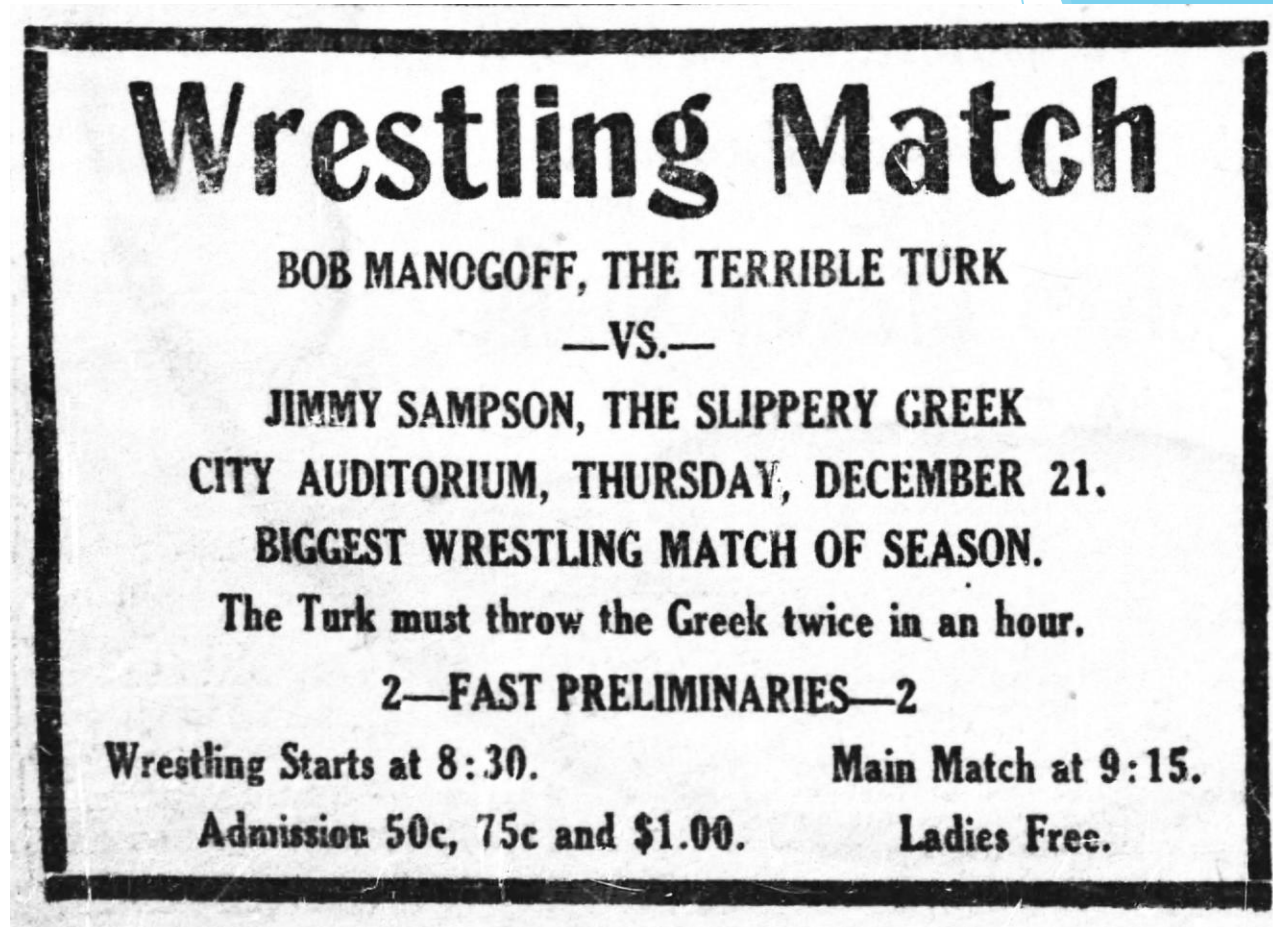 Wrestling Match
BOB MANOGOFF, THE TERRIBLE TURK
—VS.—
JIMMY SAMPSON, THE SLIPPERY GREEK
CITY AUDITORIUM, THURSDAY, DECEMBER 21.
BIGGEST WRESTLING MATCH OF SEASON.
The Turk must throw the Greek twice in an hour.
2—FAST PRELIMINARIES—2
Wrestling Starts at 8:30. Main Match at 9:15.
Admission 50c, 75c and $1.00. Ladies Free.